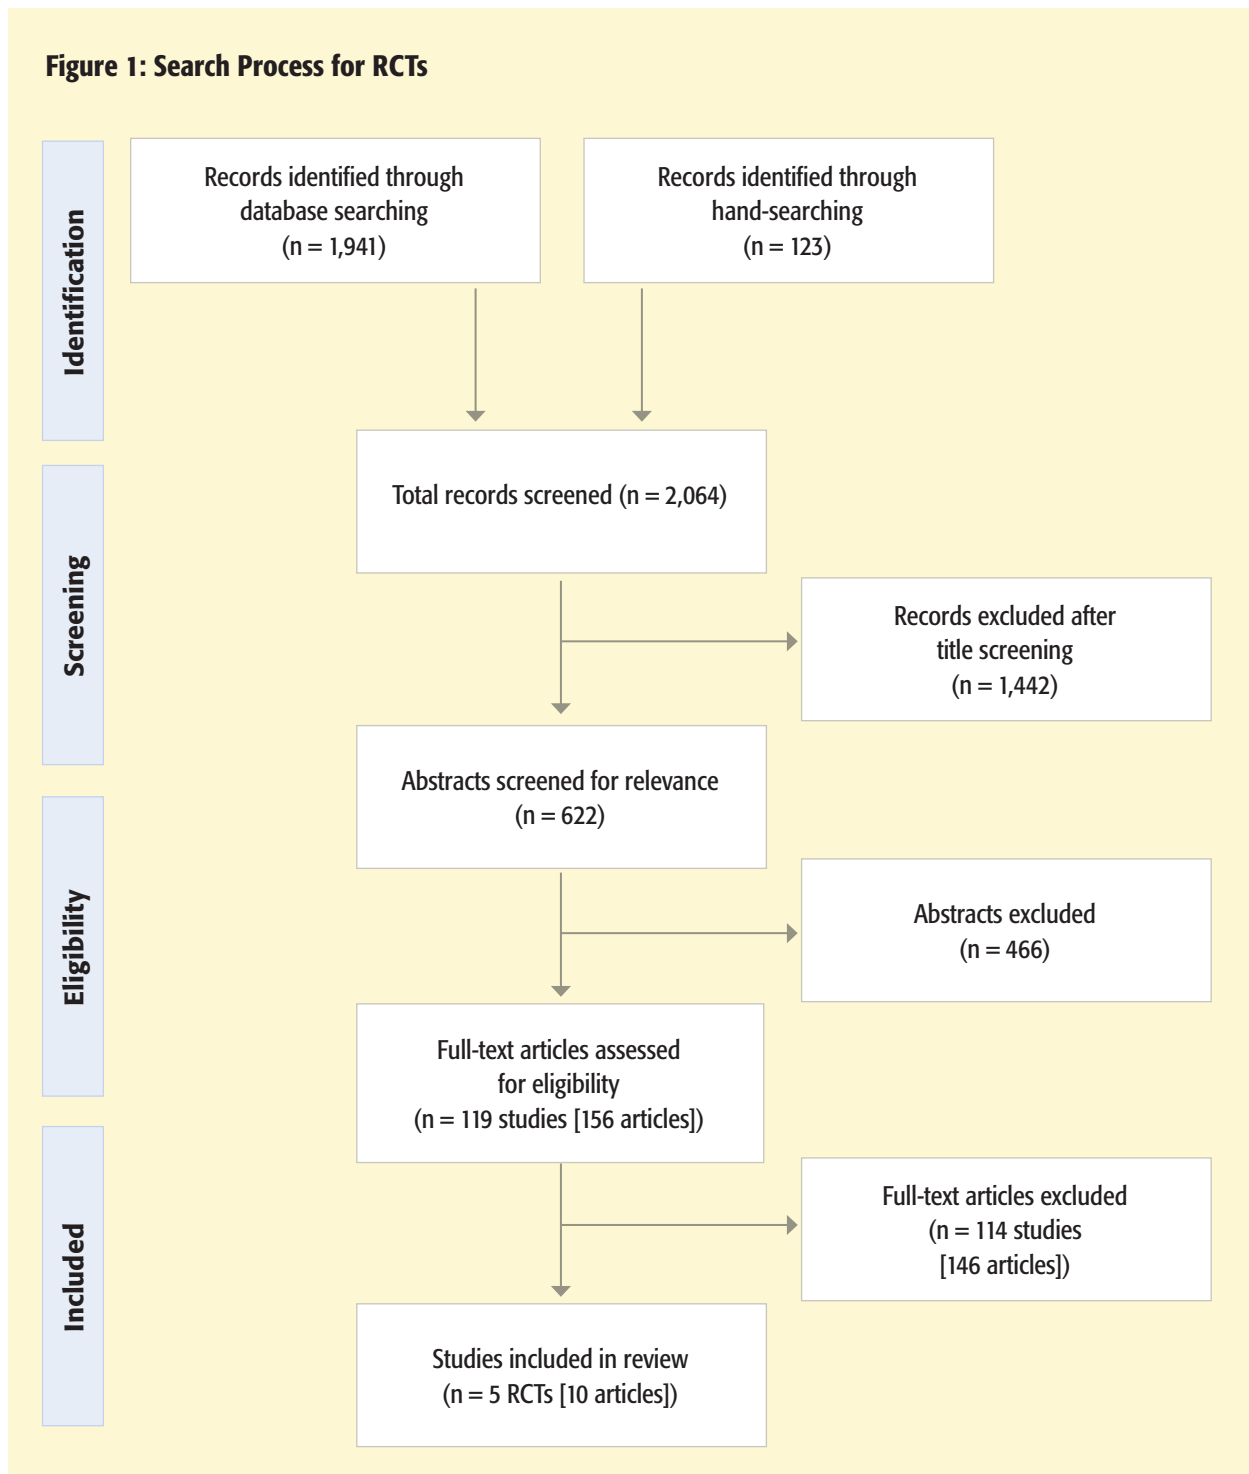 Figure 1: Search Process for RCTs
Identification
Records identified through
database searching
(n = 1,941)
Records identified through
hand-searching
(n = 123)
Screening
Total records screened (n = 2,064)
Records excluded after
title screening
(n = 1,442)
Abstracts screened for relevance
(n = 622)
Eligibility
Abstracts excluded
(n = 466)
Full-text articles assessed
for eligibility
(n = 119 studies [156 articles])
Included
Full-text articles excluded
(n = 114 studies
[146 articles])
Studies included in review
(n = 5 RCTs [10 articles])